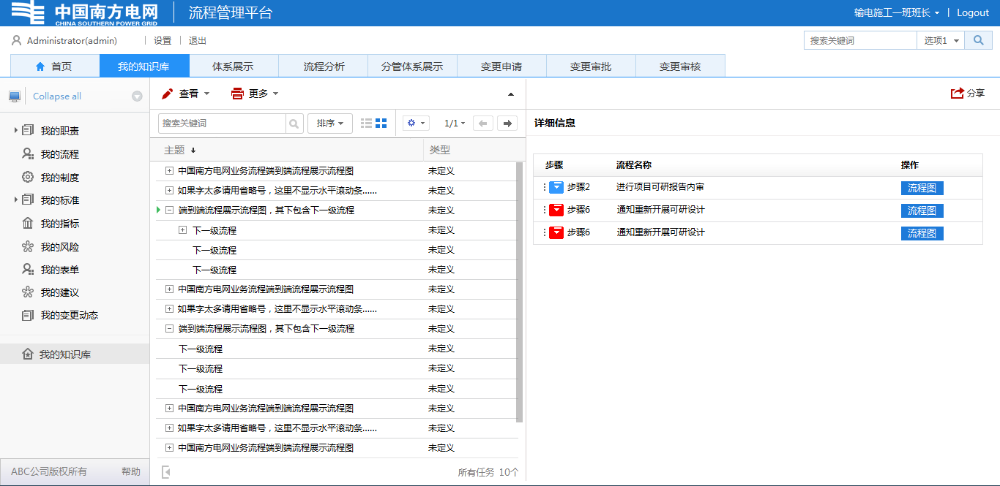 中国南方电网
CHINA SOUTHERN POWER GRID
流程管理平台
输电施工一班班长 | Logout
Administrator(admin) | 设置 | 退出
搜索关键词 选项1
首页 我的知识库 体系展示 流程分析 分管体系展示 变更申请 变更审批 变更审核
Collapse all
我的职责
我的流程
我的制度
我的标准
我的指标
我的风险
我的表单
我的建议
我的变更动态
我的知识库
ABC公司版权所有 帮助
查看 更多
搜索关键词 排序 1/1
主题 类型
中国南方电网业务流程端到端流程展示流程图 未定义
如果字太多请用省略号，这里不显示水平滚动条...... 未定义
端到端流程展示流程图，其下包含下一级流程 未定义
下一级流程 未定义
下一级流程 未定义
下一级流程 未定义
中国南方电网业务流程端到端流程展示流程图 未定义
如果字太多请用省略号，这里不显示水平滚动条...... 未定义
端到端流程展示流程图，其下包含下一级流程 未定义
下一级流程 未定义
下一级流程 未定义
下一级流程 未定义
中国南方电网业务流程端到端流程展示流程图 未定义
如果字太多请用省略号，这里不显示水平滚动条...... 未定义
中国南方电网业务流程端到端流程展示流程图 未定义
所有任务 10个
分享
详细信息
步骤 流程名称 操作
步骤2 进行项目可研报告内审 流程图
步骤6 通知重新开展可研设计 流程图
步骤6 通知重新开展可研设计 流程图